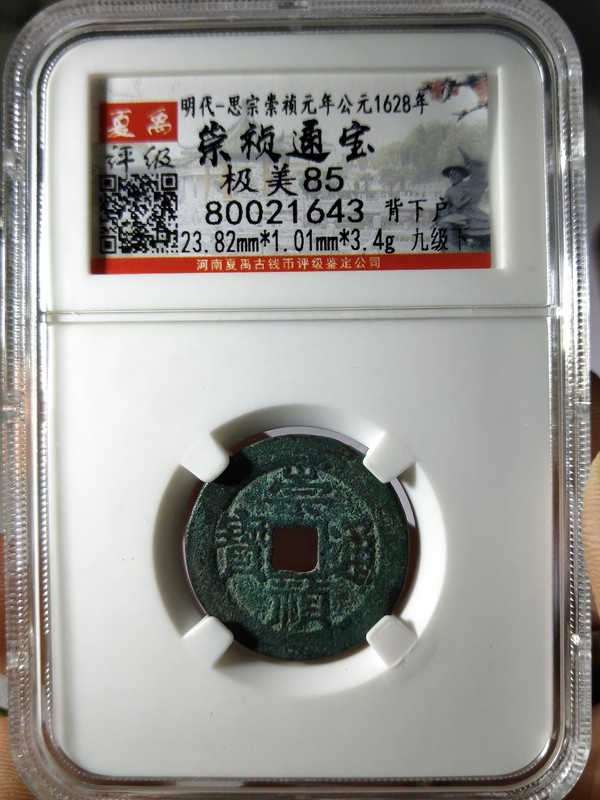 夏禹
评级
明代-思宗崇祯元年公元1628年
崇祯通宝
极美85
80021643 背下户
23.82mm*1.01mm*3.4g 九级下
河南夏禹古钱币评级鉴定公司
崇禎通寶